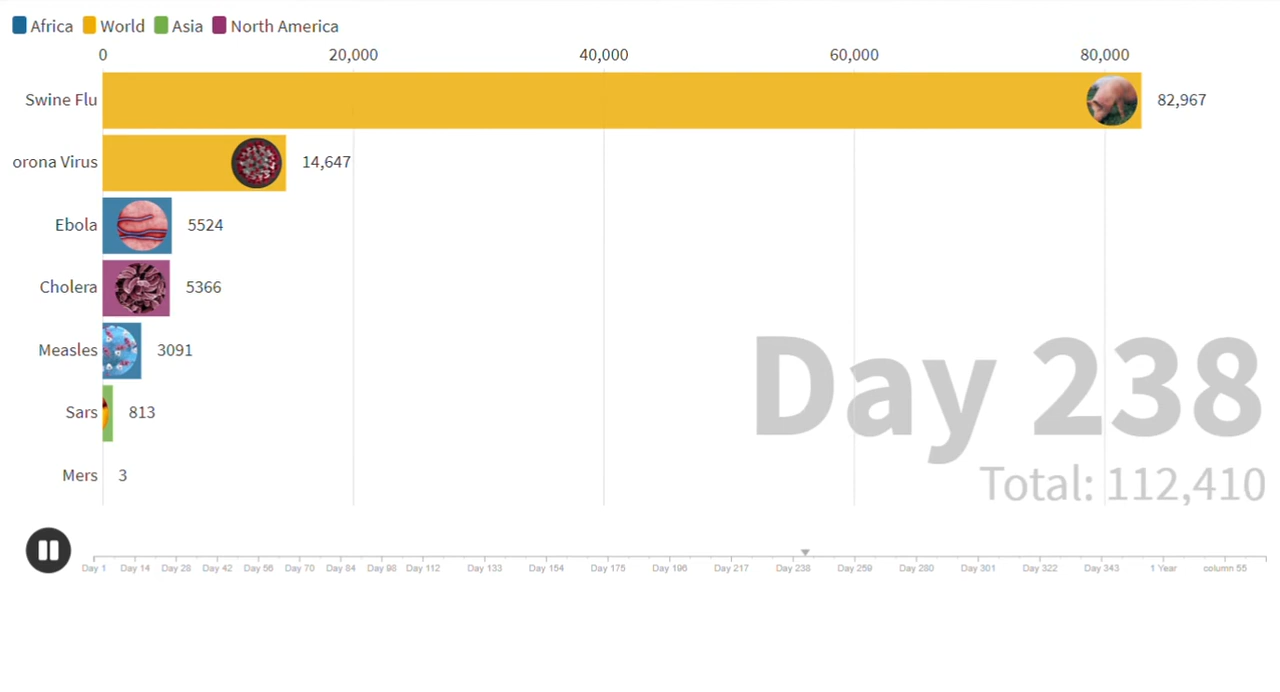 Africa World Asia North America
0 20,000 40,000 60,000 80,000
Swine Flu 82,967
orona Virus 14,647
Ebola 5524
Cholera 5366
Measles 3091
Sars 813
Mers 3
Day 238
Total: 112,410
Day 1 Day 14 Day 28 Day 42 Day 56 Day 70 Day 84 Day 98 Day 112 Day 133 Day 154 Day 175 Day 196 Day 217 Day 238 Day 259 Day 280 Day 301 Day 322 Day 343 1 Year column 55